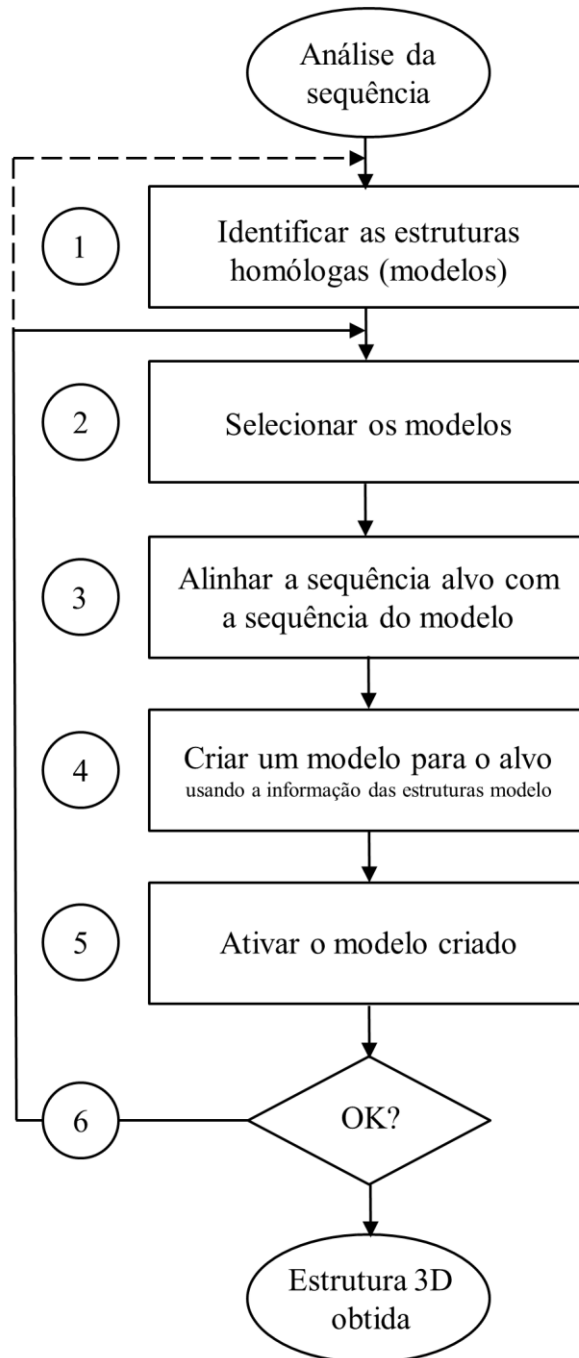 Análise da
sequência
1
Identificar as estruturas
homólogas (modelos)
2
Selecionar os modelos
3
Alinhar a sequência alvo com
a sequência do modelo
4
Criar um modelo para o alvo
usando a informação das estruturas modelo
5
Ativar o modelo criado
6
OK?
Estrutura 3D
obtida